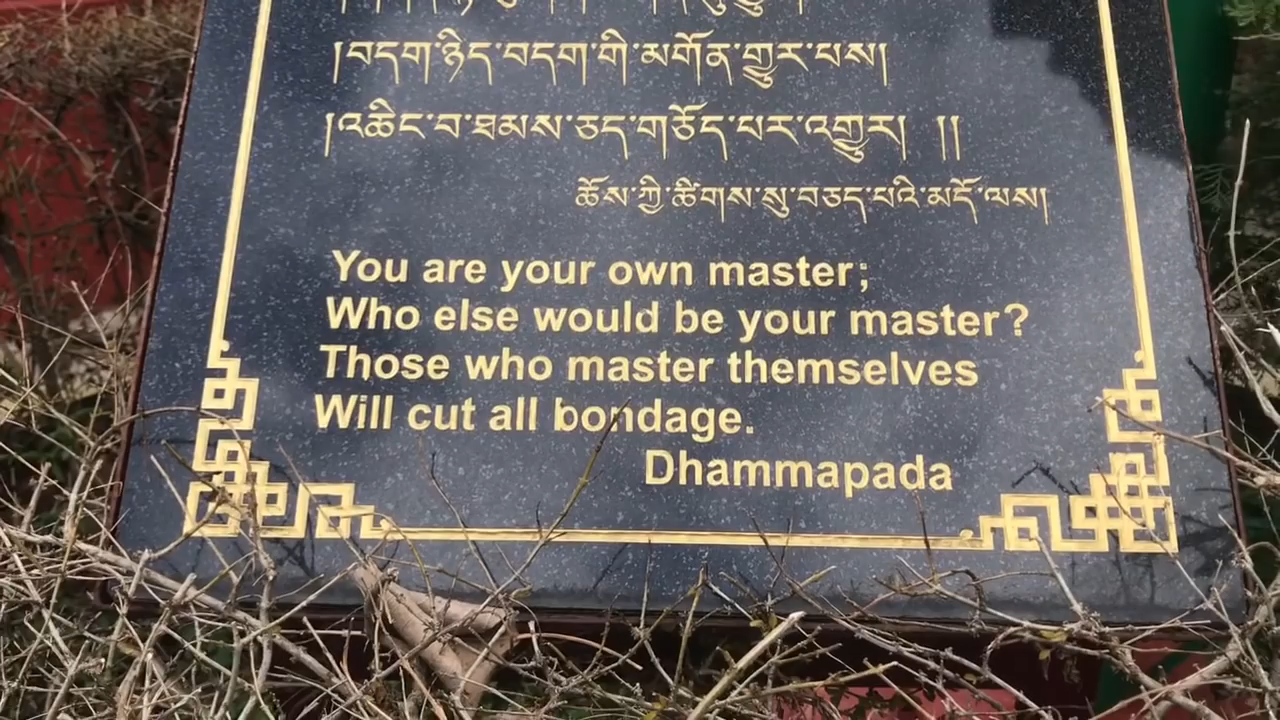 །བདག་ཉིད་བདག་གི་མགོན་གྱུར་པས།
།འཆིང་བ་ཐམས་ཅད་གཅོད་པར་འགྱུར། །།
ཆོས་ཀྱི་ཚིགས་སུ་བཅད་པའི་མདོ་ལས།
You are your own master;
Who else would be your master?
Those who master themselves
Will cut all bondage.
Dhammapada